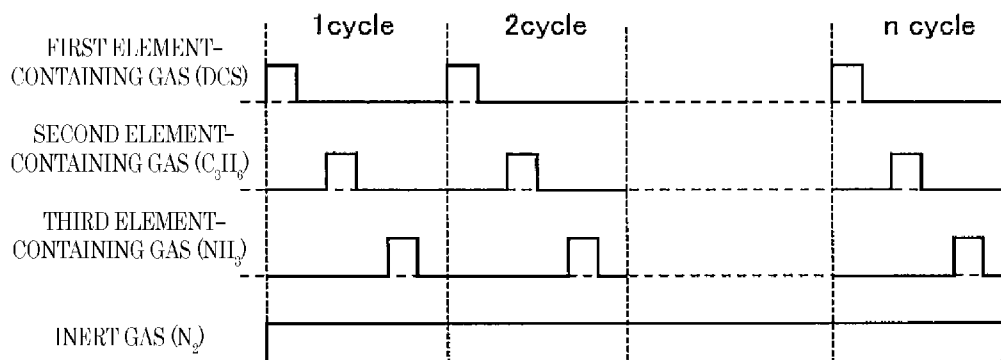 1cycle 2cycle n cycle
FIRST ELEMENT-
CONTAINING GAS (DCS)
SECOND ELEMENT-
CONTAINING GAS (C₃H₆)
THIRD ELEMENT-
CONTAINING GAS (NH₃)
INERT GAS (N₂)